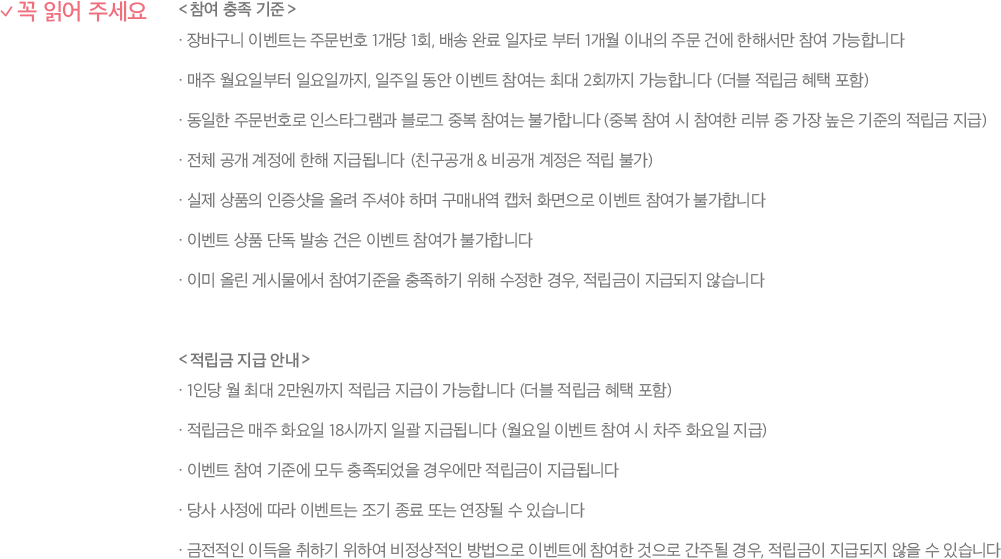 꼭 읽어 주세요
<참여 충족 기준>
· 장바구니 이벤트는 주문번호 1개당 1회, 배송 완료 일자로 부터 1개월 이내의 주문 건에 한해서만 참여 가능합니다
· 매주 월요일부터 일요일까지, 일주일 동안 이벤트 참여는 최대 2회까지 가능합니다 (더블 적립금 혜택 포함)
· 동일한 주문번호로 인스타그램과 블로그 중복 참여는 불가합니다 (중복 참여 시 참여한 리뷰 중 가장 높은 기준의 적립금 지급)
· 전체 공개 계정에 한해 지급됩니다 (친구공개 & 비공개 계정은 적립 불가)
· 실제 상품의 인증샷을 올려 주셔야 하며 구매내역 캡처 화면으로 이벤트 참여가 불가합니다
· 이벤트 상품 단독 발송 건은 이벤트 참여가 불가합니다
· 이미 올린 게시물에서 참여기준을 충족하기 위해 수정한 경우, 적립금이 지급되지 않습니다
<적립금 지급 안내>
· 1인당 월 최대 2만원까지 적립금 지급이 가능합니다 (더블 적립금 혜택 포함)
· 적립금은 매주 화요일 18시까지 일괄 지급됩니다 (월요일 이벤트 참여 시 차주 화요일 지급)
· 이벤트 참여 기준에 모두 충족되었을 경우에만 적립금이 지급됩니다
· 당사 사정에 따라 이벤트는 조기 종료 또는 연장될 수 있습니다
· 금전적인 이득을 취하기 위하여 비정상적인 방법으로 이벤트에 참여한 것으로 간주될 경우, 적립금이 지급되지 않을 수 있습니다